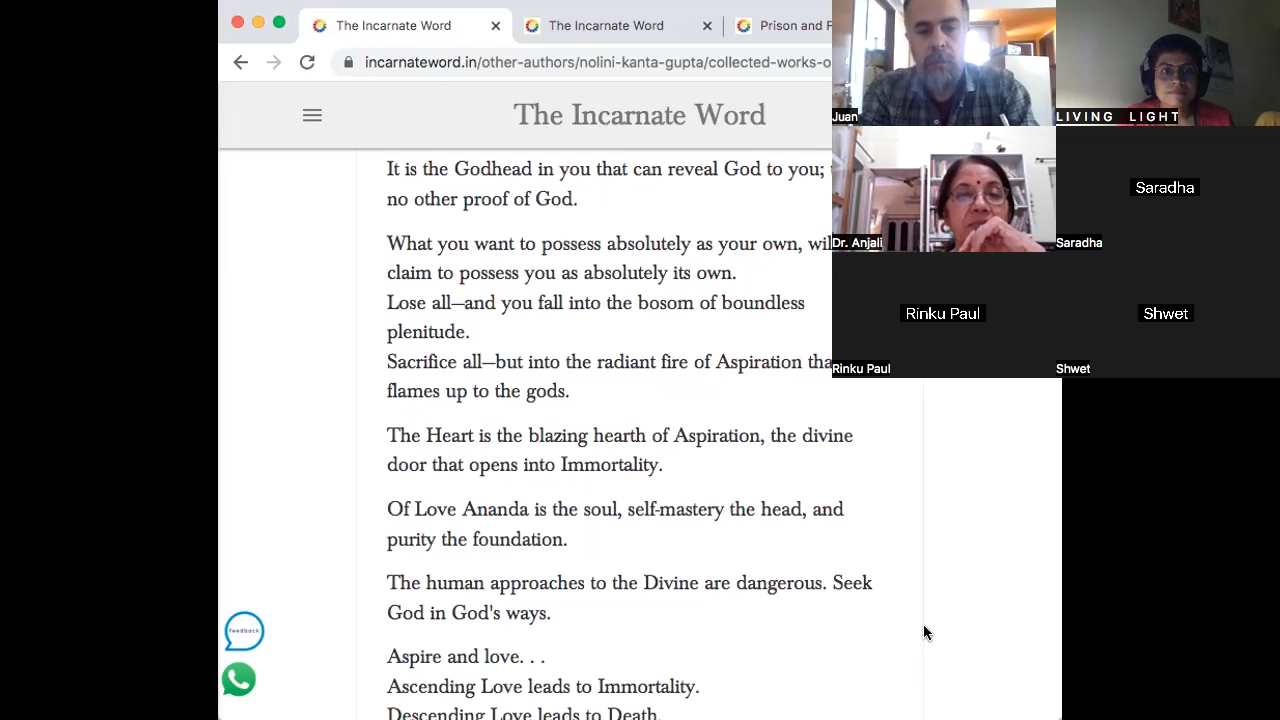 The Incarnate Word
The Incarnate Word
Prison and F
incarnateword.in/other-authors/nolini-kanta-gupta/collected-works-o
The Incarnate Word
It is the Godhead in you that can reveal God to you;
no other proof of God.
What you want to possess absolutely as your own, wil
claim to possess you as absolutely its own.
Lose all—and you fall into the bosom of boundless
plenitude.
Sacrifice all—but into the radiant fire of Aspiration tha
flames up to the gods.
The Heart is the blazing hearth of Aspiration, the divine
door that opens into Immortality.
Of Love Ananda is the soul, self-mastery the head, and
purity the foundation.
The human approaches to the Divine are dangerous. Seek
God in God's ways.
Aspire and love. . .
Ascending Love leads to Immortality.
Descending Love leads to Death.
feedback
Juan
LIVING LIGHT
Dr. Anjali
Saradha
Saradha
Rinku Paul
Rinku Paul
Shwet
Shwet